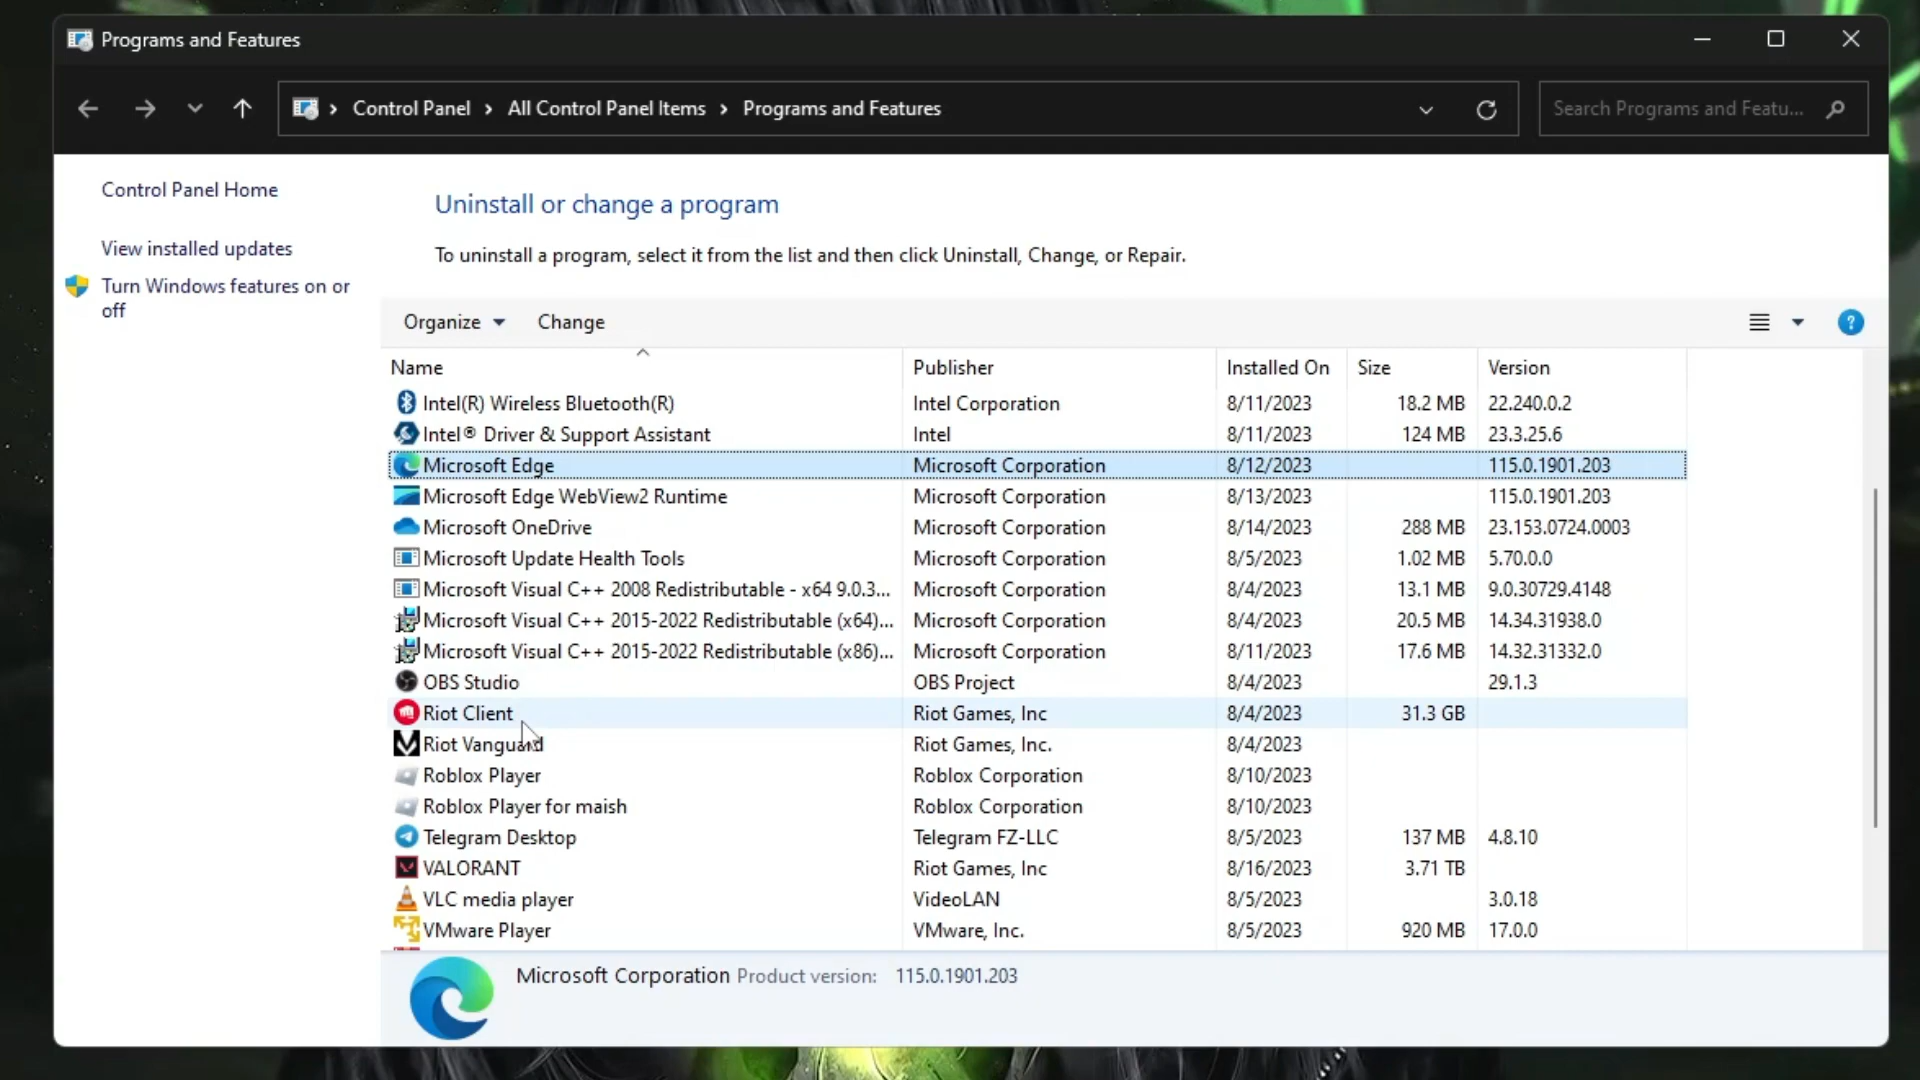 Programs and Features
Control Panel > All Control Panel Items > Programs and Features
Search Programs and Featu...
Control Panel Home
View installed updates
Turn Windows features on or
off
Uninstall or change a program
To uninstall a program, select it from the list and then click Uninstall, Change, or Repair.
Organize Change
Name Publisher Installed On Size Version
Intel(R) Wireless Bluetooth(R) Intel Corporation 8/11/2023 18.2 MB 22.240.0.2
Intel® Driver & Support Assistant Intel 8/11/2023 124 MB 23.3.25.6
Microsoft Edge Microsoft Corporation 8/12/2023 115.0.1901.203
Microsoft Edge WebView2 Runtime Microsoft Corporation 8/13/2023 115.0.1901.203
Microsoft OneDrive Microsoft Corporation 8/14/2023 288 MB 23.153.0724.0003
Microsoft Update Health Tools Microsoft Corporation 8/5/2023 1.02 MB 5.70.0.0
Microsoft Visual C++ 2008 Redistributable - x64 9.0.3... Microsoft Corporation 8/4/2023 13.1 MB 9.0.30729.4148
Microsoft Visual C++ 2015-2022 Redistributable (x64)... Microsoft Corporation 8/4/2023 20.5 MB 14.34.31938.0
Microsoft Visual C++ 2015-2022 Redistributable (x86)... Microsoft Corporation 8/11/2023 17.6 MB 14.32.31332.0
OBS Studio OBS Project 8/4/2023 29.1.3
Riot Client Riot Games, Inc 8/4/2023 31.3 GB
Riot Vanguard Riot Games, Inc. 8/4/2023
Roblox Player Roblox Corporation 8/10/2023
Roblox Player for maish Roblox Corporation 8/10/2023
Telegram Desktop Telegram FZ-LLC 8/5/2023 137 MB 4.8.10
VALORANT Riot Games, Inc 8/16/2023 3.71 TB
VLC media player VideoLAN 8/5/2023 3.0.18
VMware Player VMware, Inc. 8/5/2023 920 MB 17.0.0
Microsoft Corporation Product version: 115.0.1901.203